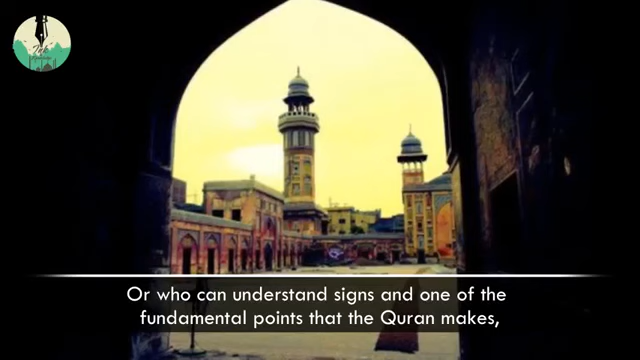 Or who can understand signs and one of the
fundamental points that the Quran makes,